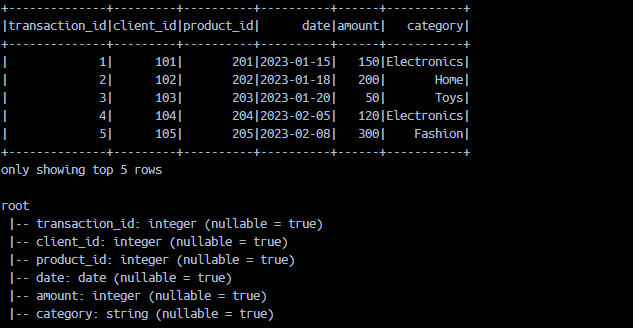 +--------------+---------+----------+----------+------+-----------+
|transaction_id|client_id|product_id|      date|amount|   category|
+--------------+---------+----------+----------+------+-----------+
|             1|      101|       201|2023-01-15|   150|Electronics|
|             2|      102|       202|2023-01-18|   200|       Home|
|             3|      103|       203|2023-01-20|    50|       Toys|
|             4|      104|       204|2023-02-05|   120|Electronics|
|             5|      105|       205|2023-02-08|   300|    Fashion|
+--------------+---------+----------+----------+------+-----------+
only showing top 5 rows

root
 |-- transaction_id: integer (nullable = true)
 |-- client_id: integer (nullable = true)
 |-- product_id: integer (nullable = true)
 |-- date: date (nullable = true)
 |-- amount: integer (nullable = true)
 |-- category: string (nullable = true)